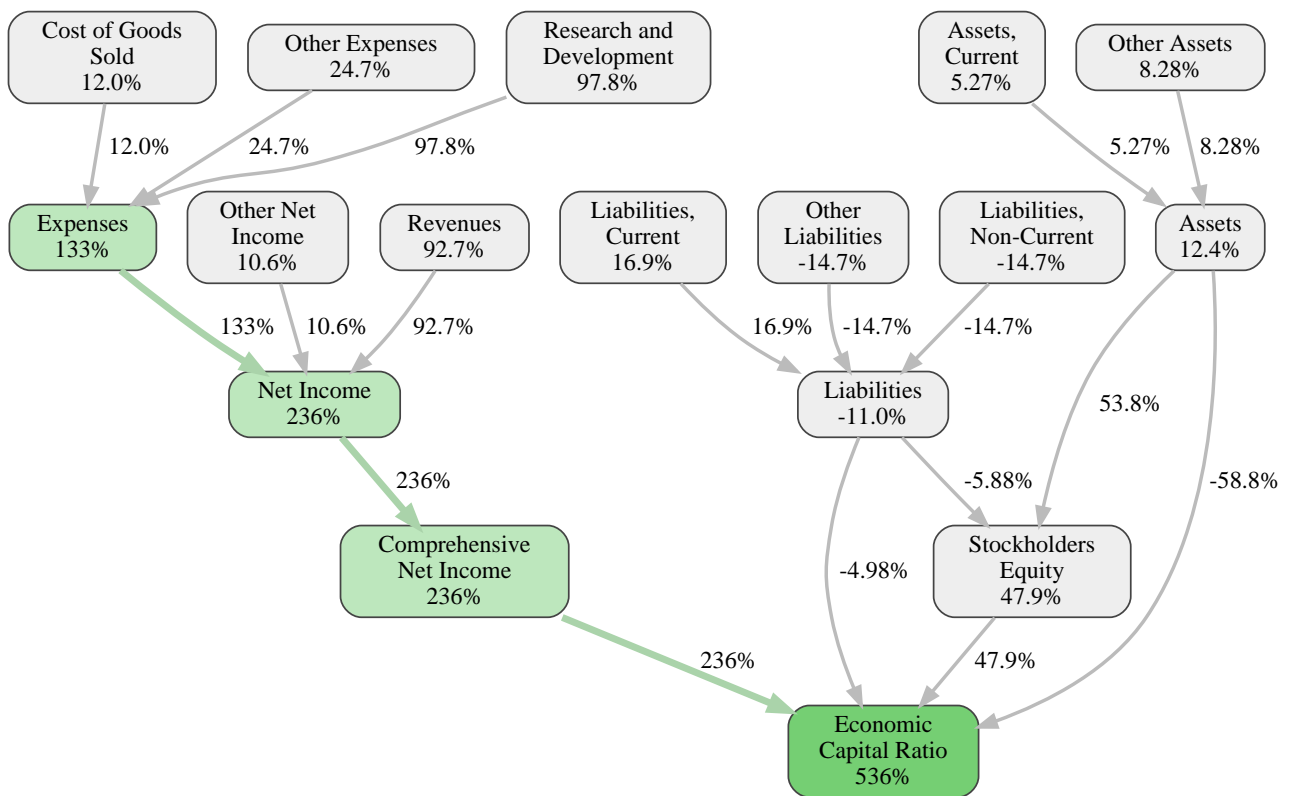 Cost of Goods
Sold
12.0%
Other Expenses
24.7%
Research and
Development
97.8%
Assets,
Current
5.27%
Other Assets
8.28%
12.0%
24.7%
97.8%
5.27%
8.28%
Expenses
133%
Other Net
Income
10.6%
Revenues
92.7%
Liabilities,
Current
16.9%
Other
Liabilities
-14.7%
Liabilities,
Non-Current
-14.7%
Assets
12.4%
133%
10.6%
92.7%
16.9%
-14.7%
-14.7%
Net Income
236%
Liabilities
-11.0%
53.8%
236%
-5.88%
-58.8%
Comprehensive
Net Income
236%
-4.98%
Stockholders
Equity
47.9%
236%
47.9%
Economic
Capital Ratio
536%